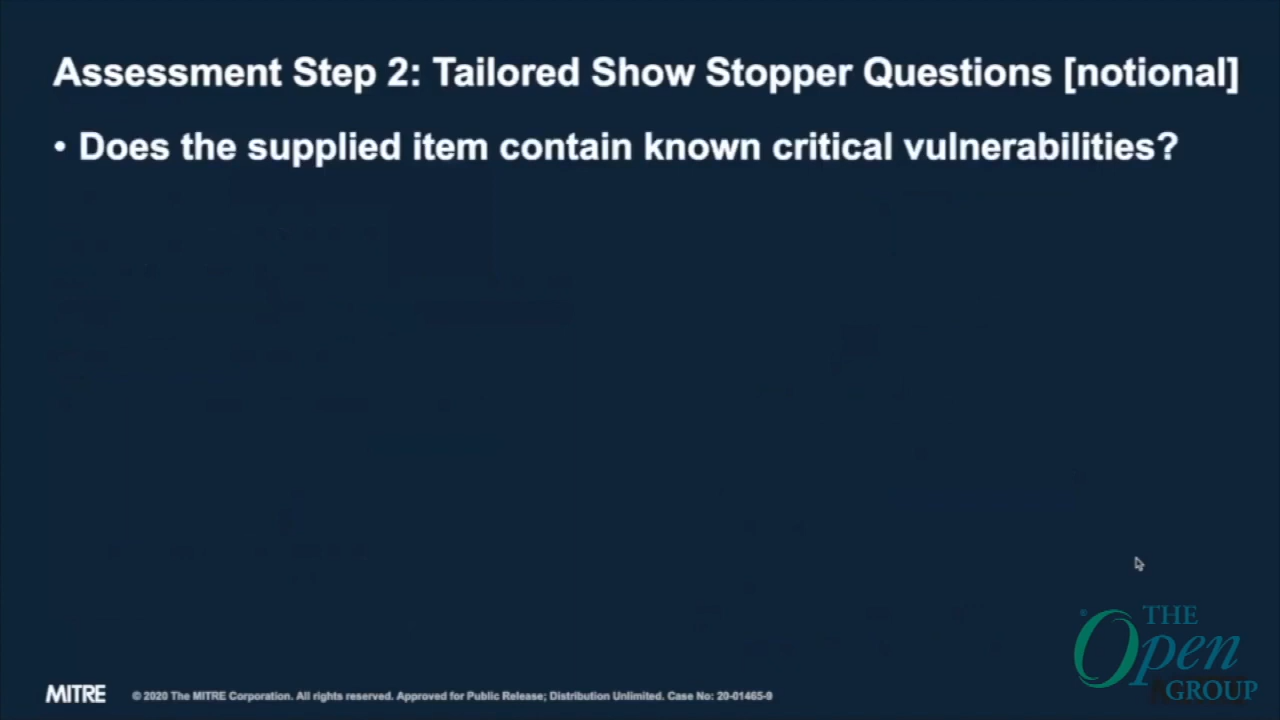 Assessment Step 2: Tailored Show Stopper Questions [notional]
• Does the supplied item contain known critical vulnerabilities?
THE
Open
GROUP
MITRE
© 2020 The MITRE Corporation. All rights reserved. Approved for Public Release; Distribution Unlimited. Case No: 20-01465-9